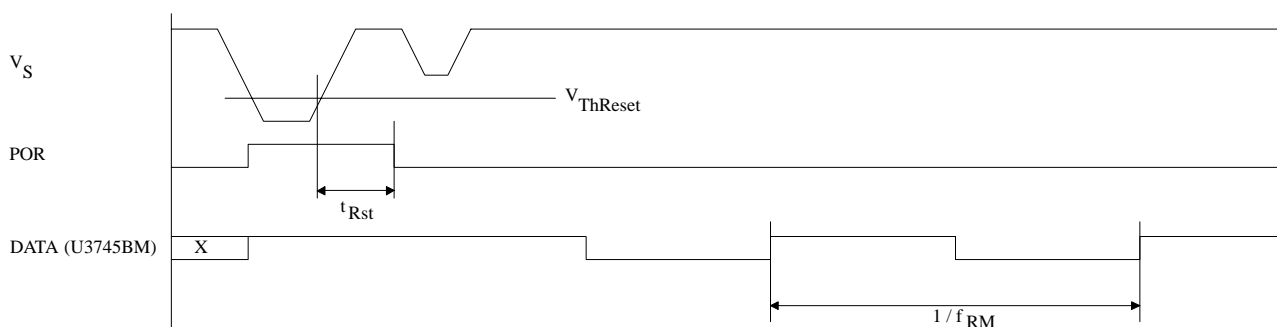 V_S
V_ThReset
POR
t_Rst
DATA (U3745BM) X
1 / f_RM